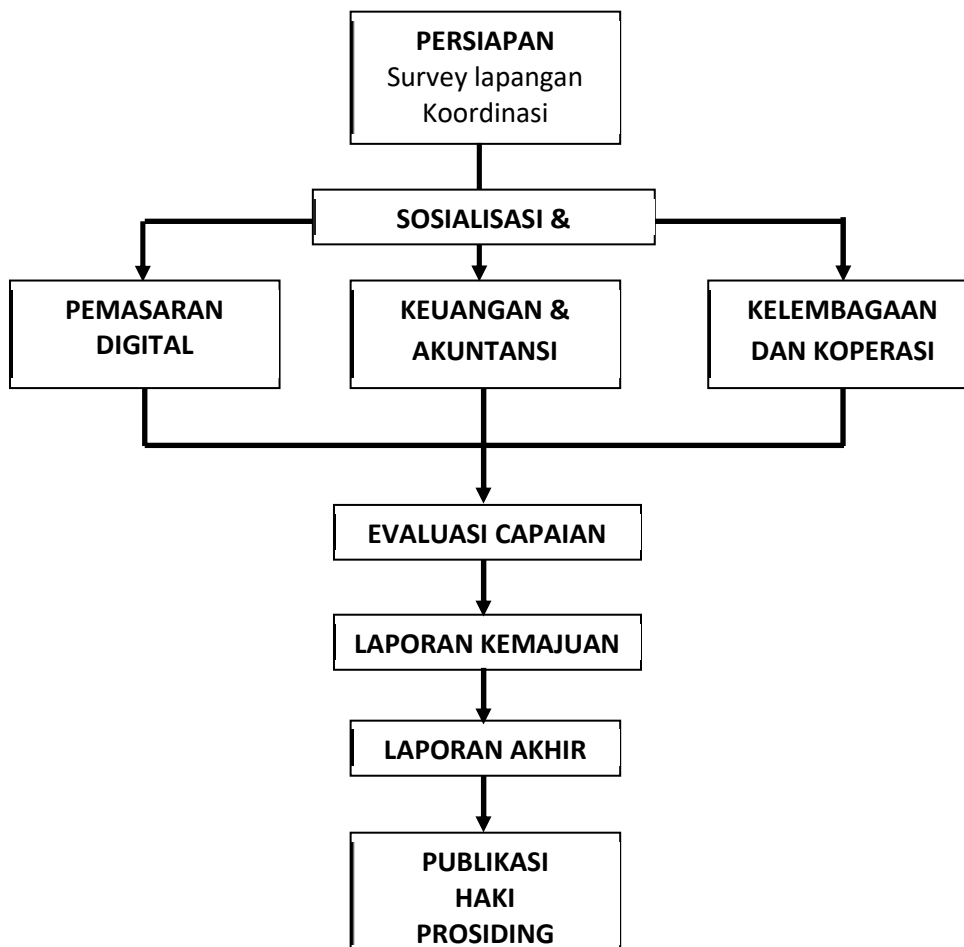 PERSIAPAN
Survey lapangan
Koordinasi
SOSIALISASI &
PEMASARAN
DIGITAL
KEUANGAN &
AKUNTANSI
KELEMBAGAAN
DAN KOPERASI
EVALUASI CAPAIAN
LAPORAN KEMAJUAN
LAPORAN AKHIR
PUBLIKASI
HAKI
PROSIDING